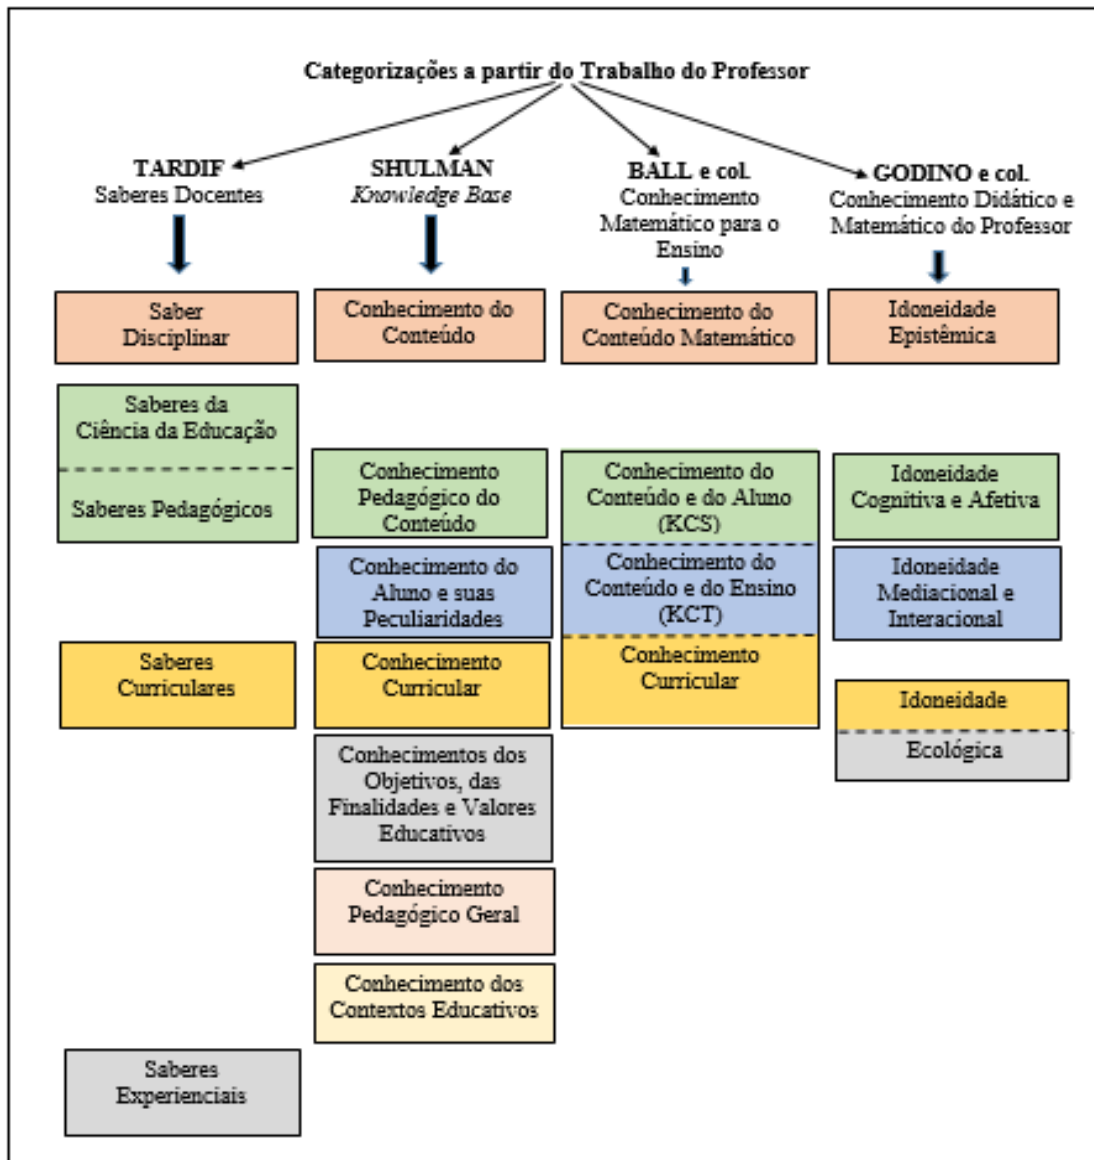 Categorizações a partir do Trabalho do Professor
TARDIF
Saberes Docentes
SHULMAN
Knowledge Base
BALL e col.
Conhecimento
Matemático para o
Ensino
GODINO e col.
Conhecimento Didático e
Matemático do Professor
Saber
Disciplinar
Conhecimento do
Conteúdo
Conhecimento do
Conteúdo Matemático
Idoneidade
Epistêmica
Saberes da
Ciência da Educação
Saberes Pedagógicos
Conhecimento
Pedagógico do
Conteúdo
Conhecimento do
Conteúdo e do Aluno
(KCS)
Idoneidade
Cognitiva e Afetiva
Conhecimento do
Aluno e suas
Peculiaridades
Conhecimento do
Conteúdo e do Ensino
(KCT)
Idoneidade
Mediacional e
Interacional
Saberes
Curriculares
Conhecimento
Curricular
Conhecimento
Curricular
Idoneidade
Ecológica
Conhecimentos dos
Objetivos, das
Finalidades e Valores
Educativos
Conhecimento
Pedagógico Geral
Conhecimento dos
Contextos Educativos
Saberes
Experienciais